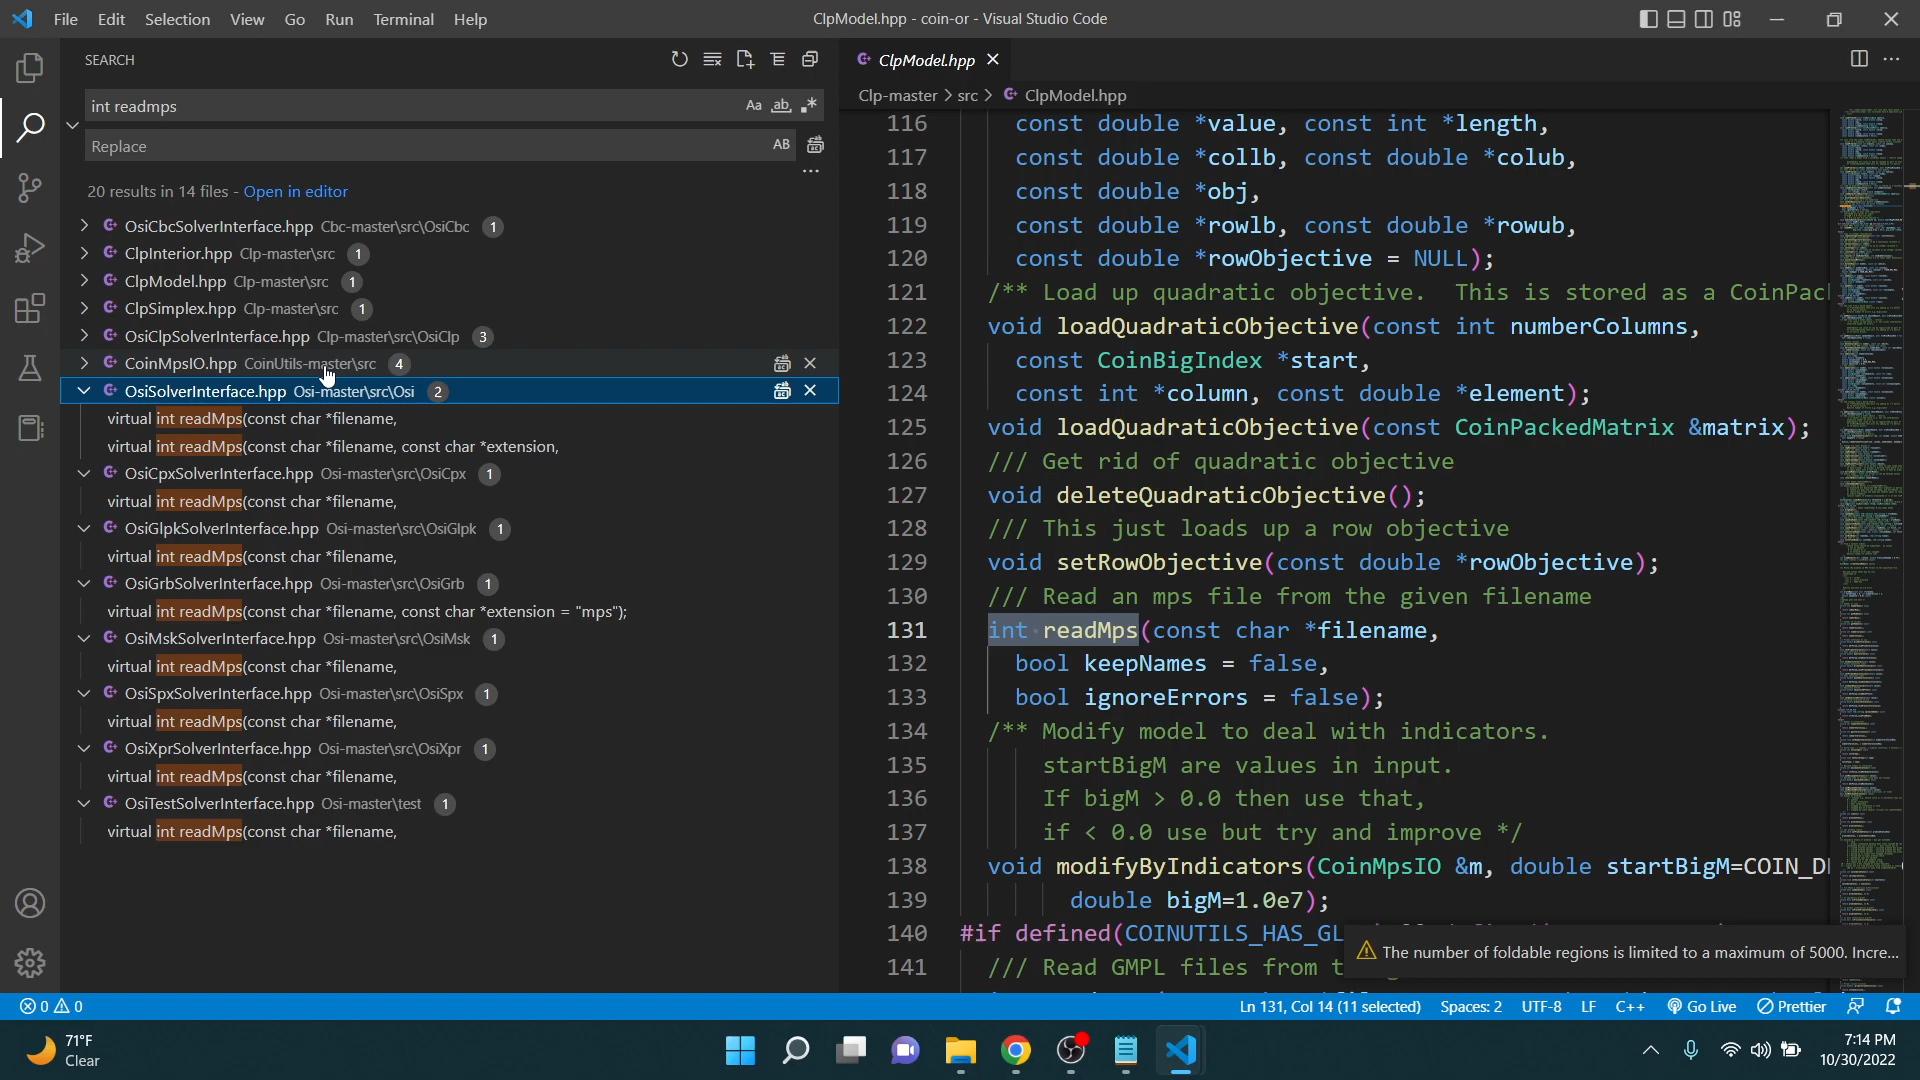 File Edit Selection View Go Run Terminal Help
ClpModel.hpp - coin-or - Visual Studio Code
SEARCH
int readmps
Aa ab
Replace
AB
20 results in 14 files - Open in editor
OsiCbcSolverInterface.hpp Cbc-master\src\OsiCbc 1
ClpInterior.hpp Clp-master\src 1
ClpModel.hpp Clp-master\src 1
ClpSimplex.hpp Clp-master\src 1
OsiClpSolverInterface.hpp Clp-master\src\OsiClp 3
CoinMpsIO.hpp CoinUtils-master\src 4
OsiSolverInterface.hpp Osi-master\src\Osi 2
virtual int readMps(const char *filename,
virtual int readMps(const char *filename, const char *extension,
OsiCpxSolverInterface.hpp Osi-master\src\OsiCpx 1
virtual int readMps(const char *filename,
OsiGlpkSolverInterface.hpp Osi-master\src\OsiGlpk 1
virtual int readMps(const char *filename,
OsiGrbSolverInterface.hpp Osi-master\src\OsiGrb 1
virtual int readMps(const char *filename, const char *extension = "mps");
OsiMskSolverInterface.hpp Osi-master\src\OsiMsk 1
virtual int readMps(const char *filename,
OsiSpxSolverInterface.hpp Osi-master\src\OsiSpx 1
virtual int readMps(const char *filename,
OsiXprSolverInterface.hpp Osi-master\src\OsiXpr 1
virtual int readMps(const char *filename,
OsiTestSolverInterface.hpp Osi-master\test 1
virtual int readMps(const char *filename,
ClpModel.hpp
Clp-master > src > ClpModel.hpp
116 const double *value, const int *length,
117 const double *collb, const double *colub,
118 const double *obj,
119 const double *rowlb, const double *rowub,
120 const double *rowObjective = NULL);
121 /** Load up quadratic objective.  This is stored as a CoinPac
122 void loadQuadraticObjective(const int numberColumns,
123 const CoinBigIndex *start,
124 const int *column, const double *element);
125 void loadQuadraticObjective(const CoinPackedMatrix &matrix);
126 /// Get rid of quadratic objective
127 void deleteQuadraticObjective();
128 /// This just loads up a row objective
129 void setRowObjective(const double *rowObjective);
130 /// Read an mps file from the given filename
131 int readMps(const char *filename,
132 bool keepNames = false,
133 bool ignoreErrors = false);
134 /** Modify model to deal with indicators.
135 startBigM are values in input.
136 If bigM > 0.0 then use that,
137 if < 0.0 use but try and improve */
138 void modifyByIndicators(CoinMpsIO &m, double startBigM=COIN_D
139 double bigM=1.0e7);
140 #if defined(COINUTILS_HAS_GL
141 /// Read GMPL files from t
The number of foldable regions is limited to a maximum of 5000. Incre...
0 0
Ln 131, Col 14 (11 selected) Spaces: 2 UTF-8 LF C++ Go Live Prettier
71°F
Clear
7:14 PM
10/30/2022